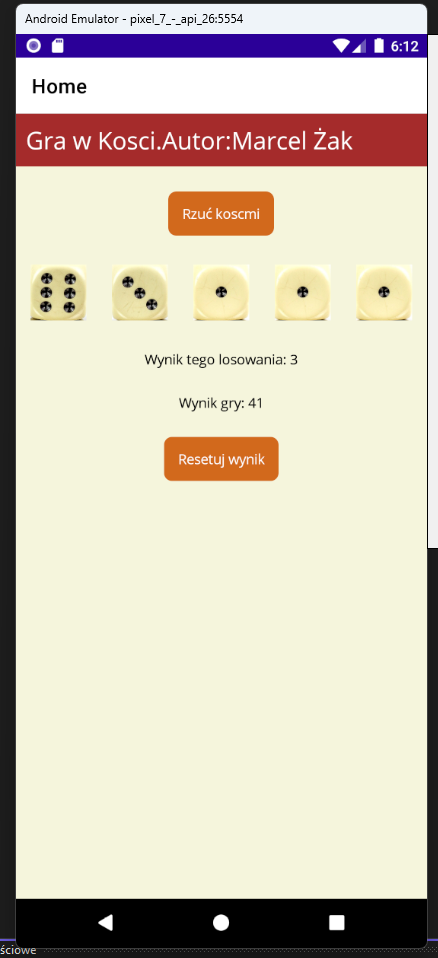 Android Emulator - pixel_7_-_api_26:5554
6:12
Home
Gra w Kosci.Autor:Marcel Żak
Rzuć koscmi
Wynik tego losowania: 3
Wynik gry: 41
Resetuj wynik
ściowe